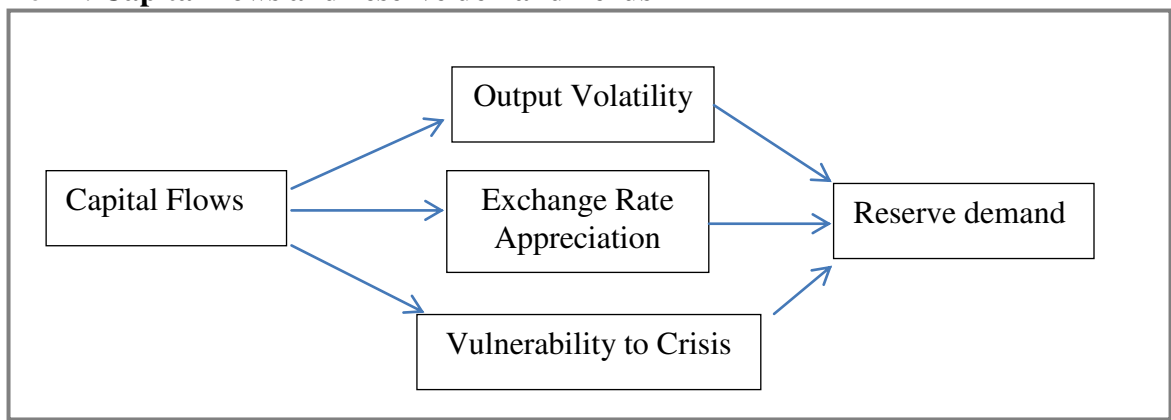 Output Volatility
Capital Flows
Exchange Rate
Appreciation
Reserve demand
Vulnerability to Crisis